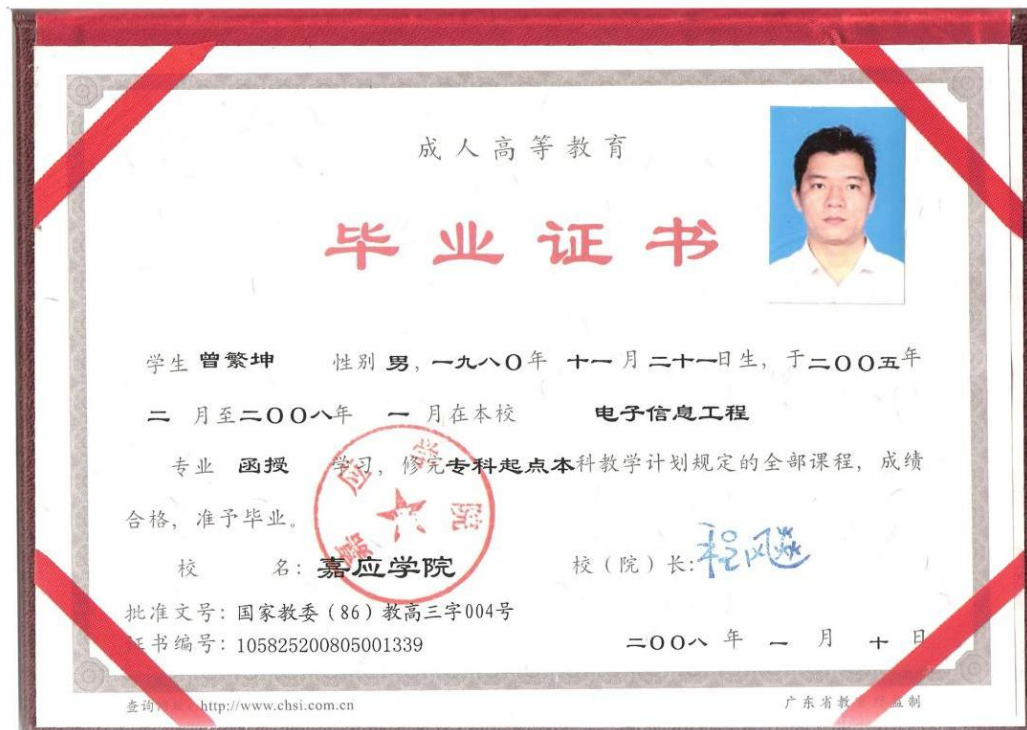 成人高等教育
毕业证书
学生 曾繁坤 性别 男，一九八〇年 十一月二十一日生，于二〇〇五年
二 月至二〇〇八年 一 月在本校 电子信息工程
专业 函授 学习，修完专科起点本科教学计划规定的全部课程，成绩
合格，准予毕业。
嘉应学院
校 名：嘉应学院 校（院）长：程飚
批准文号：国家教委（86）教高三字004号
证书编号：105825200805001339 二〇〇八 年 一 月 十 日
查询 http://www.chsi.com.cn 广东省教 监制